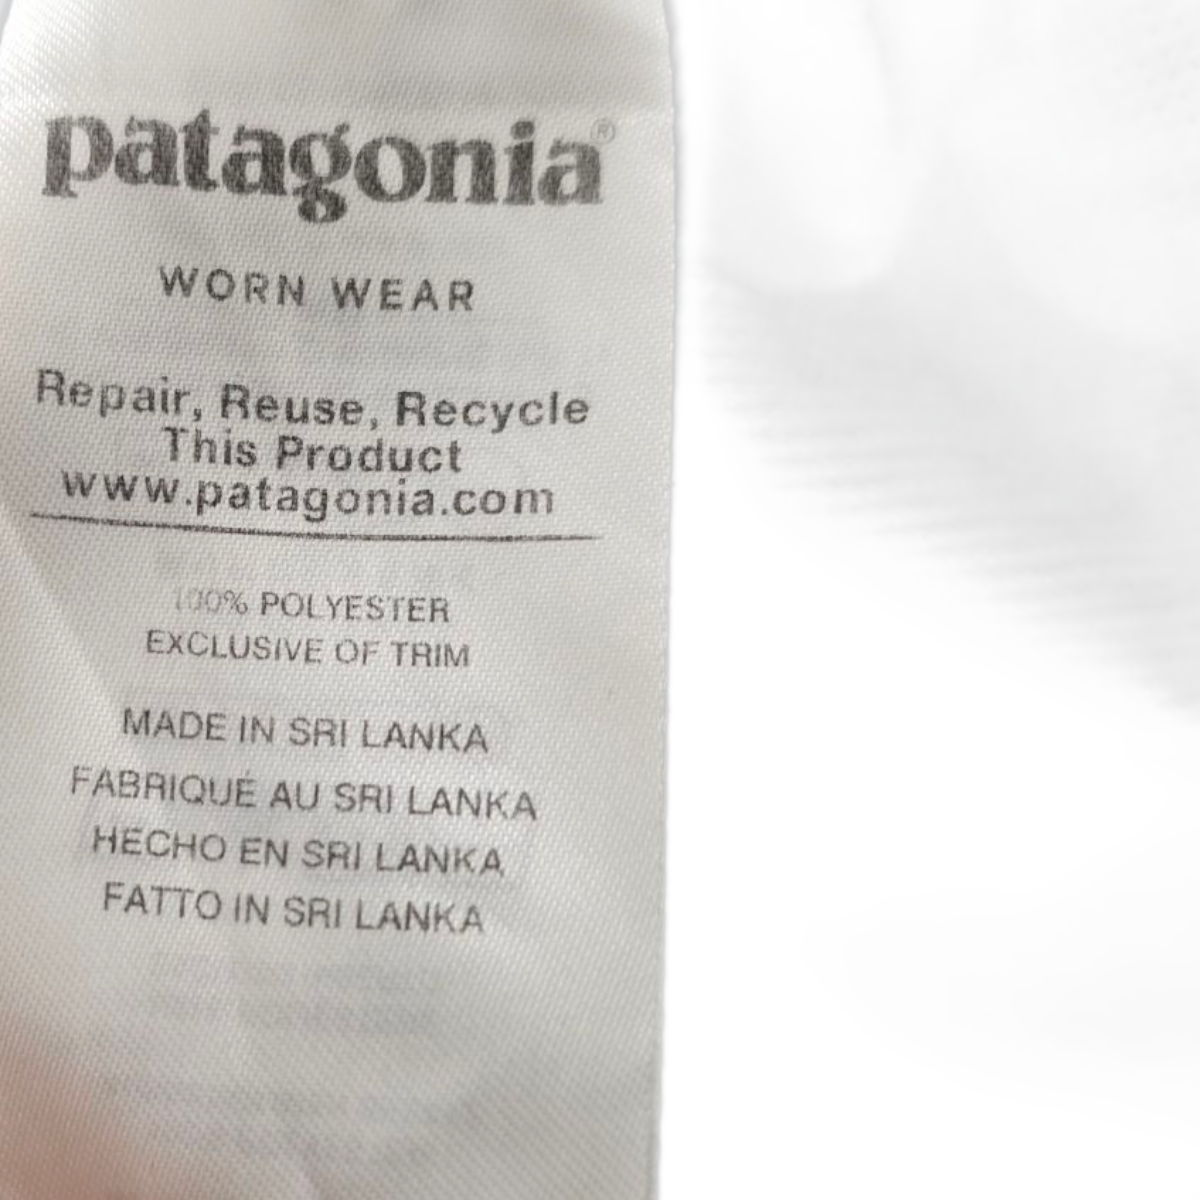 patagonia®
WORN WEAR
Repair, Reuse, Recycle
This Product
www.patagonia.com
100% POLYESTER
EXCLUSIVE OF TRIM
MADE IN SRI LANKA
FABRIQUÉ AU SRI LANKA
HECHO EN SRI LANKA
FATTO IN SRI LANKA